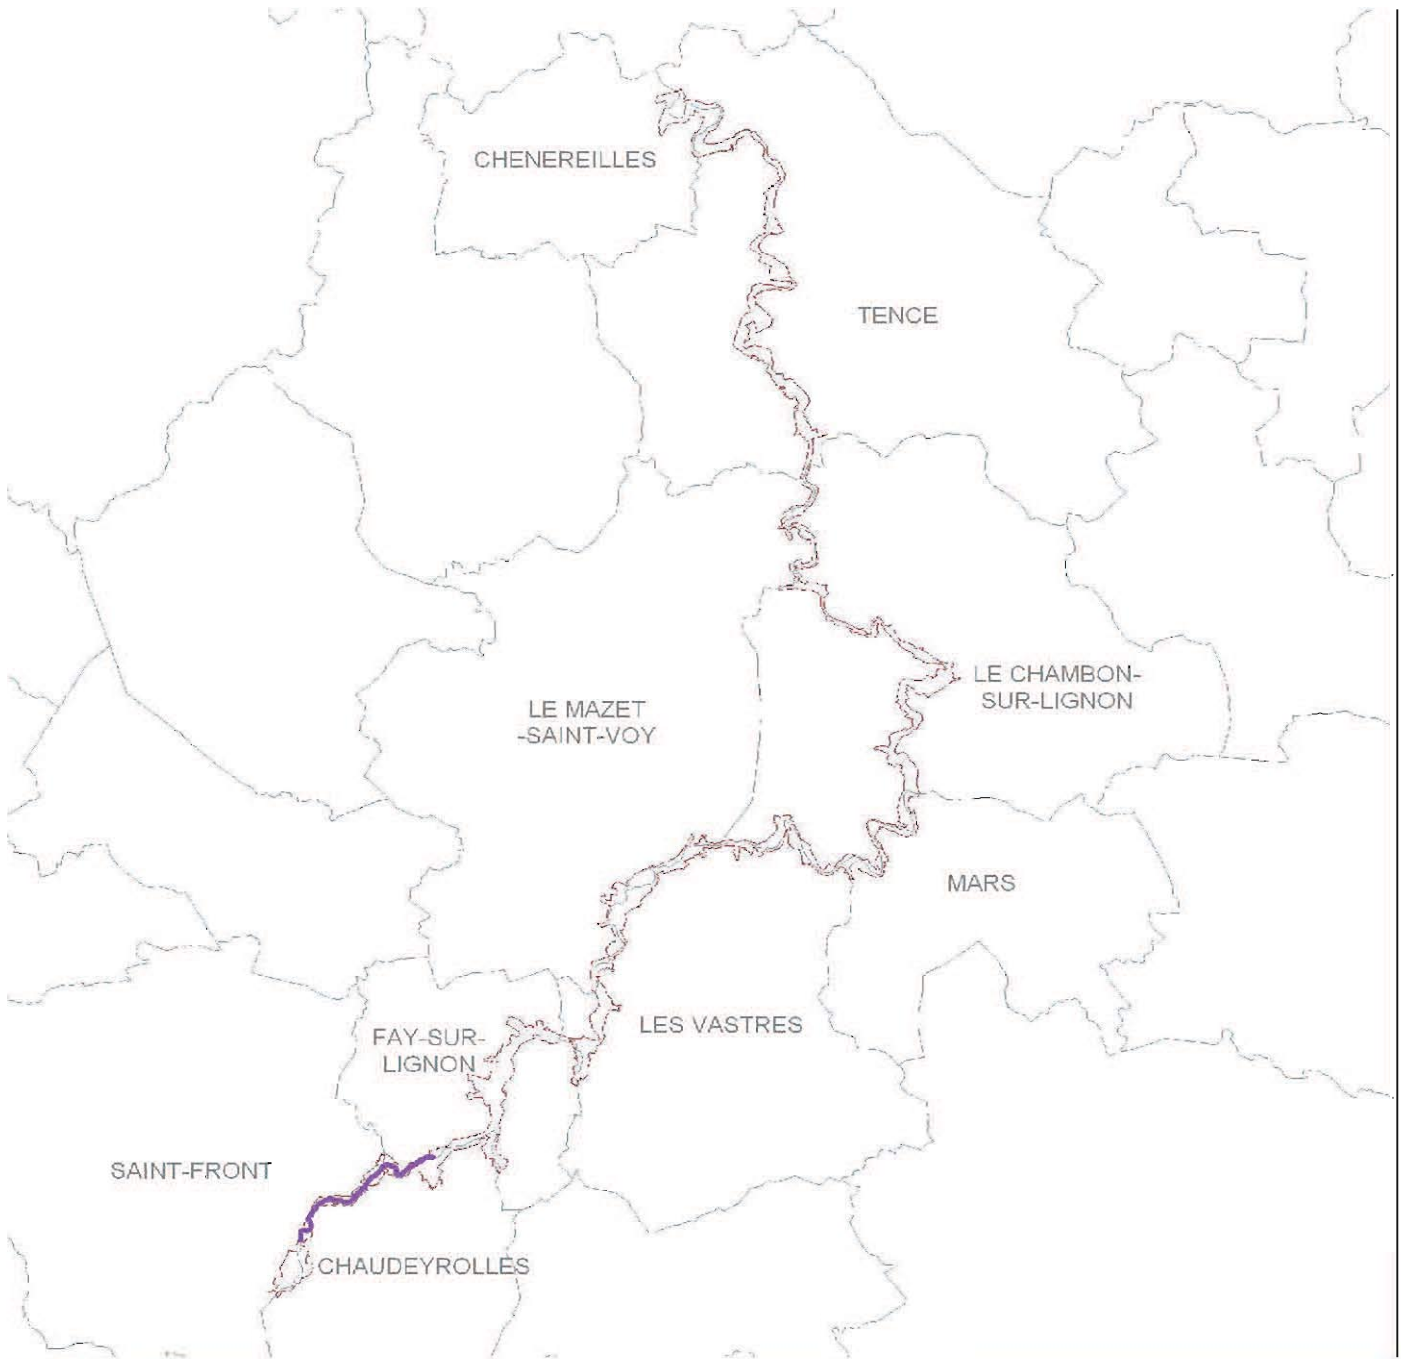 CHENEREILLES
TENCE
LE CHAMBON-
SUR-LIGNON
LE MAZET
-SAINT-VOY
MARS
LES VASTRES
FAY-SUR-
LIGNON
SAINT-FRONT
CHAUDEYROLLES